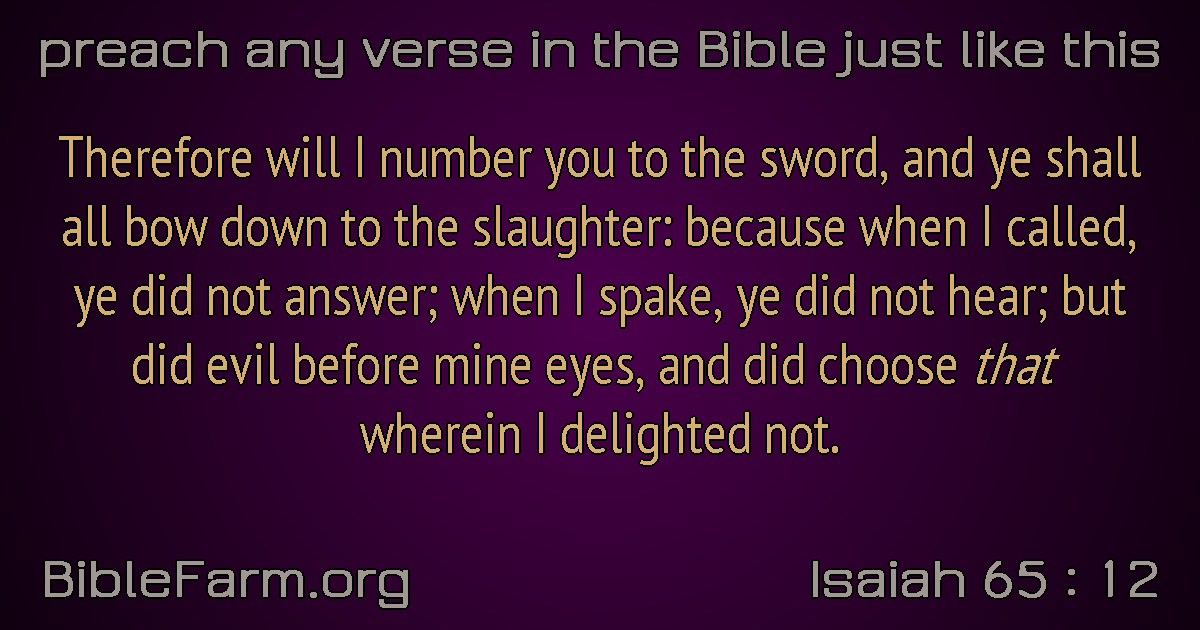 preach any verse in the Bible just like this
Therefore will I number you to the sword, and ye shall
all bow down to the slaughter: because when I called,
ye did not answer; when I spake, ye did not hear; but
did evil before mine eyes, and did choose that
wherein I delighted not.
BibleFarm.org
Isaiah 65 : 12